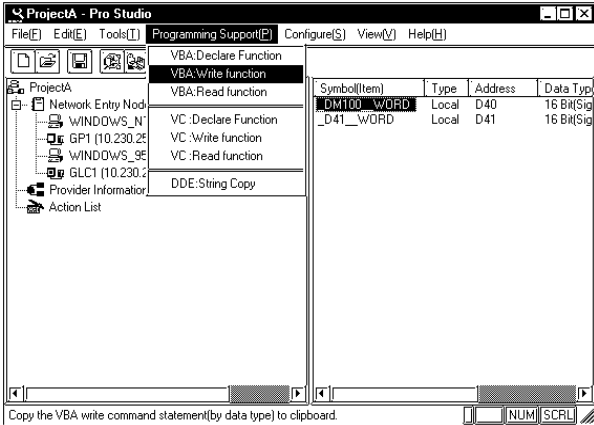 ProjectA - Pro Studio
File(F) Edit(E) Tools(T) Programming Support(P) Configure(S) View(V) Help(H)
VBA:Declare Function
VBA:Write function
VBA:Read function
VC :Declare Function
VC :Write function
VC :Read function
DDE:String Copy
ProjectA
Network Entry Node
WINDOWS_N
GP1 (10.230.25
WINDOWS_95
GLC1 (10.230.2
Provider Information
Action List
Symbol(Item) Type Address Data Typ
_DM100__WORD Local D40 16 Bit(Sig
_D41__WORD Local D41 16 Bit(Sig
Copy the VBA write command statement(by data type) to clipboard.
NUM SCRL